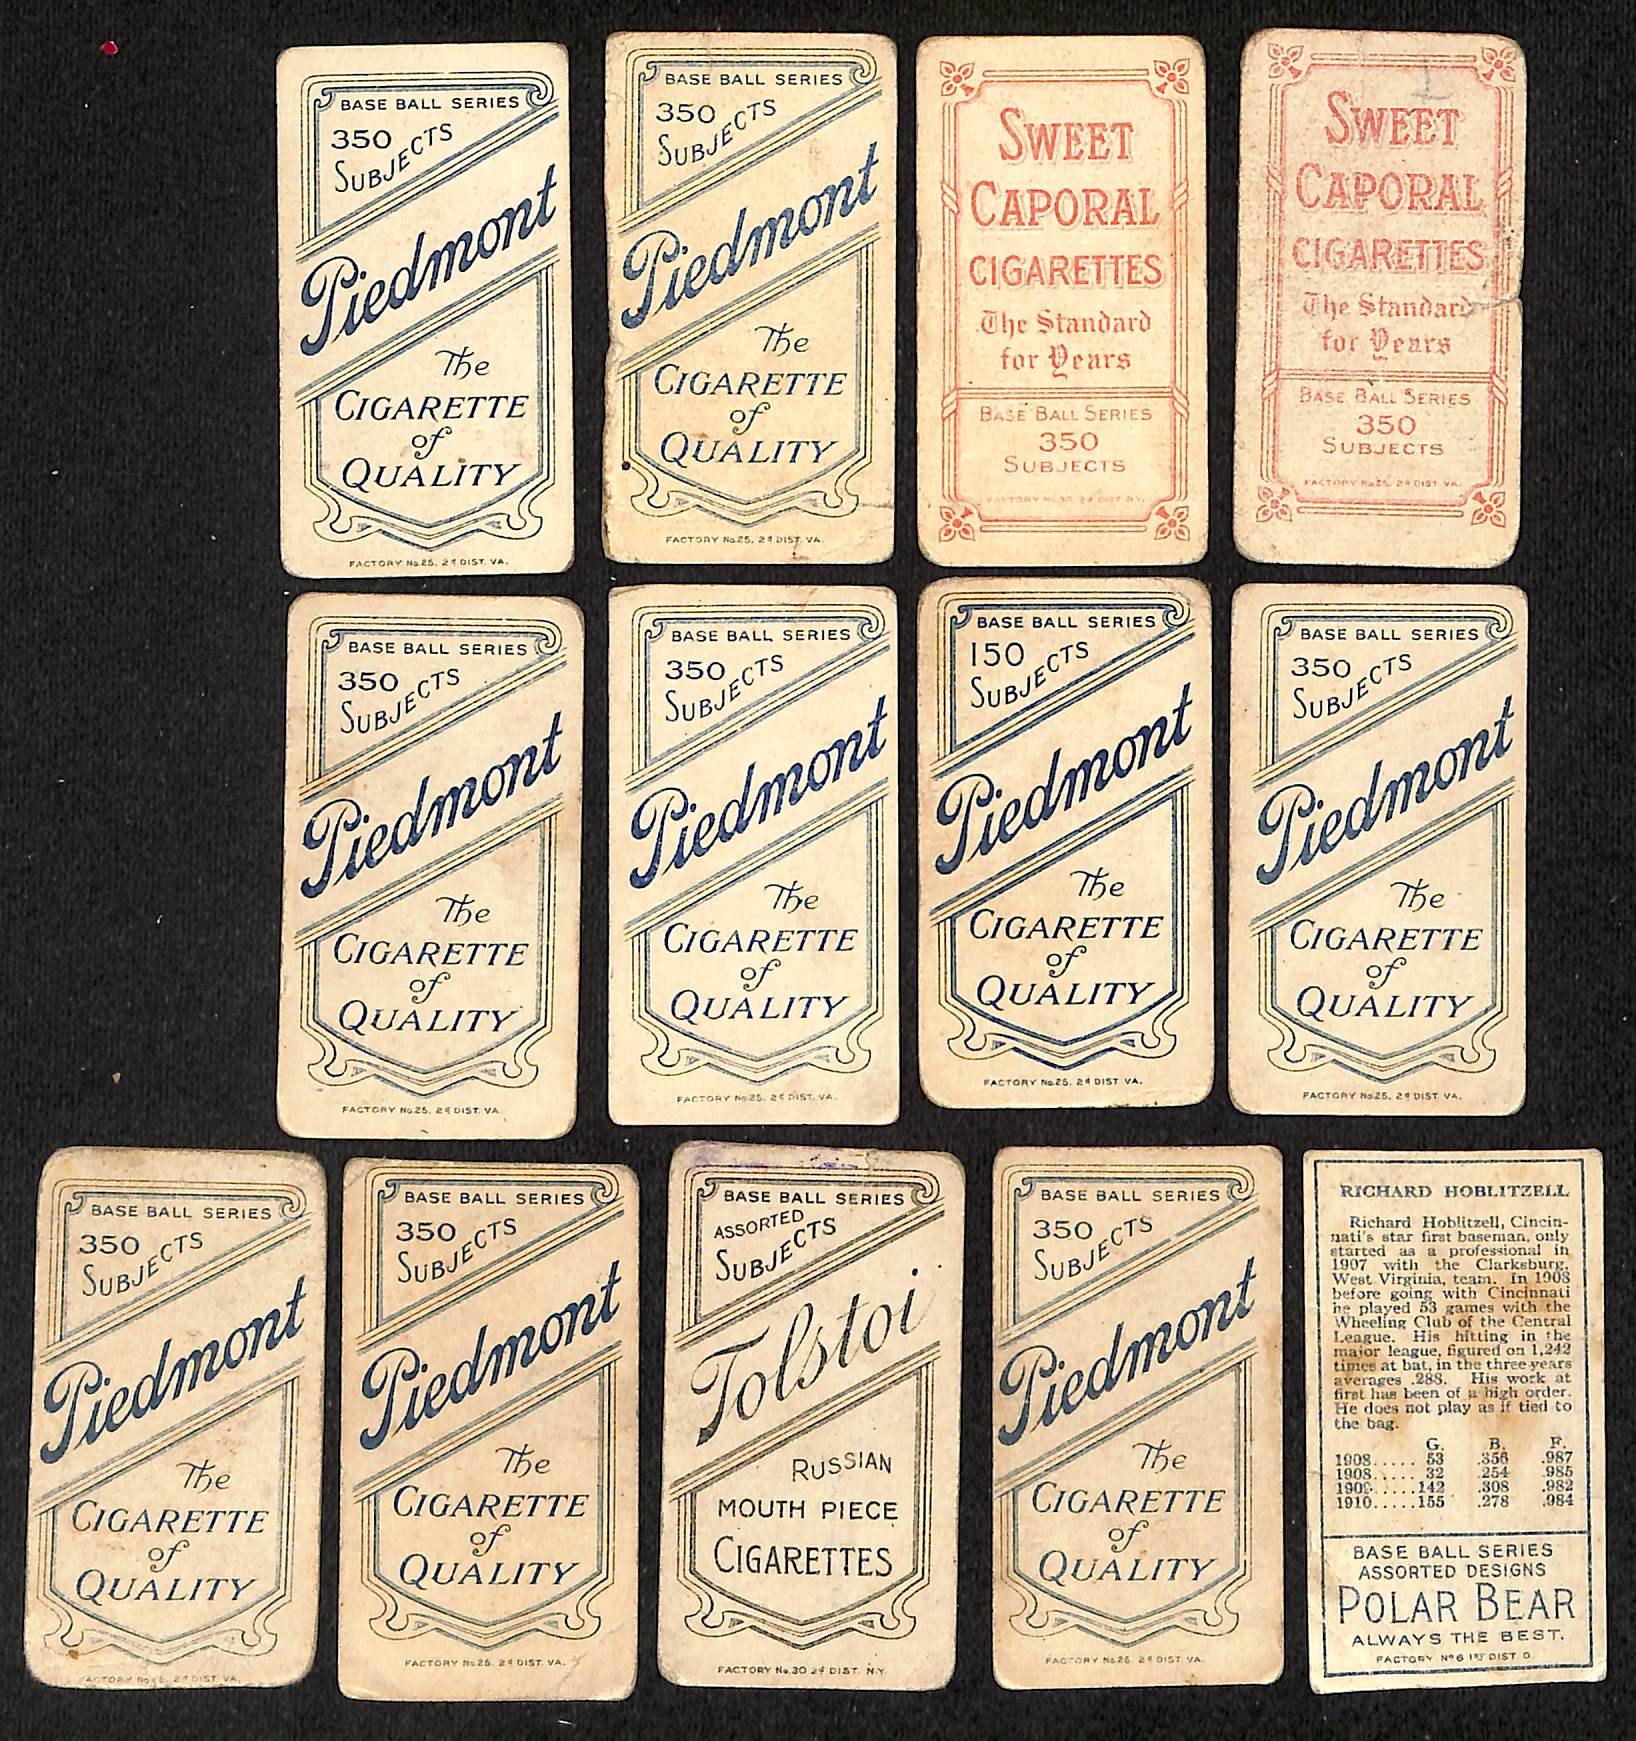 BASE BALL SERIES
350
SUBJECTS
Piedmont
The
CIGARETTE
of
QUALITY
FACTORY No.25, 2d DIST. VA.
BASE BALL SERIES
350
SUBJECTS
Piedmont
The
CIGARETTE
of
QUALITY
FACTORY No.25, 2d DIST. VA.
SWEET
CAPORAL
CIGARETTES
The Standard
for Years
BASE BALL SERIES
350
SUBJECTS
FACTORY No.30, 2d DIST. N.Y.
SWEET
CAPORAL
CIGARETTES
The Standard
for Years
BASE BALL SERIES
350
SUBJECTS
FACTORY No.25, 2d DIST. VA.
BASE BALL SERIES
350
SUBJECTS
Piedmont
The
CIGARETTE
of
QUALITY
FACTORY No.25, 2d DIST. VA.
BASE BALL SERIES
350
SUBJECTS
Piedmont
The
CIGARETTE
of
QUALITY
FACTORY No.25, 2d DIST. VA.
BASE BALL SERIES
150
SUBJECTS
Piedmont
The
CIGARETTE
of
QUALITY
FACTORY No.25, 2d DIST. VA.
BASE BALL SERIES
350
SUBJECTS
Piedmont
The
CIGARETTE
of
QUALITY
FACTORY No.25, 2d DIST. VA.
BASE BALL SERIES
350
SUBJECTS
Piedmont
The
CIGARETTE
of
QUALITY
FACTORY 2d DIST. VA.
BASE BALL SERIES
350
SUBJECTS
Piedmont
The
CIGARETTE
of
QUALITY
FACTORY No.25, 2d DIST. VA.
BASE BALL SERIES
ASSORTED
SUBJECTS
Tolstoi
RUSSIAN
MOUTH PIECE
CIGARETTES
FACTORY No.30 2d DIST. N.Y.
BASE BALL SERIES
350
SUBJECTS
Piedmont
The
CIGARETTE
of
QUALITY
FACTORY No.25, 2d DIST. VA.
RICHARD HOBLITZELL
Richard Hoblitzell, Cincin-
nati's star first baseman, only
started as a professional in
1907 with the Clarksburg,
West Virginia, team. In 1908
before going with Cincinnati
he played 53 games with the
Wheeling Club of the Central
League. His hitting in the
major league, figured on 1,242
times at bat, in the three years
averages .288. His work at
first has been of a high order.
He does not play as if tied to
the bag.
G. B. F.
1908..... 53 .356 .987
1908..... 32 .254 .985
1909.....142 .308 .982
1910.....155 .278 .984
BASE BALL SERIES
ASSORTED DESIGNS
POLAR BEAR
ALWAYS THE BEST.
FACTORY Nº 6 1ST DIST O.